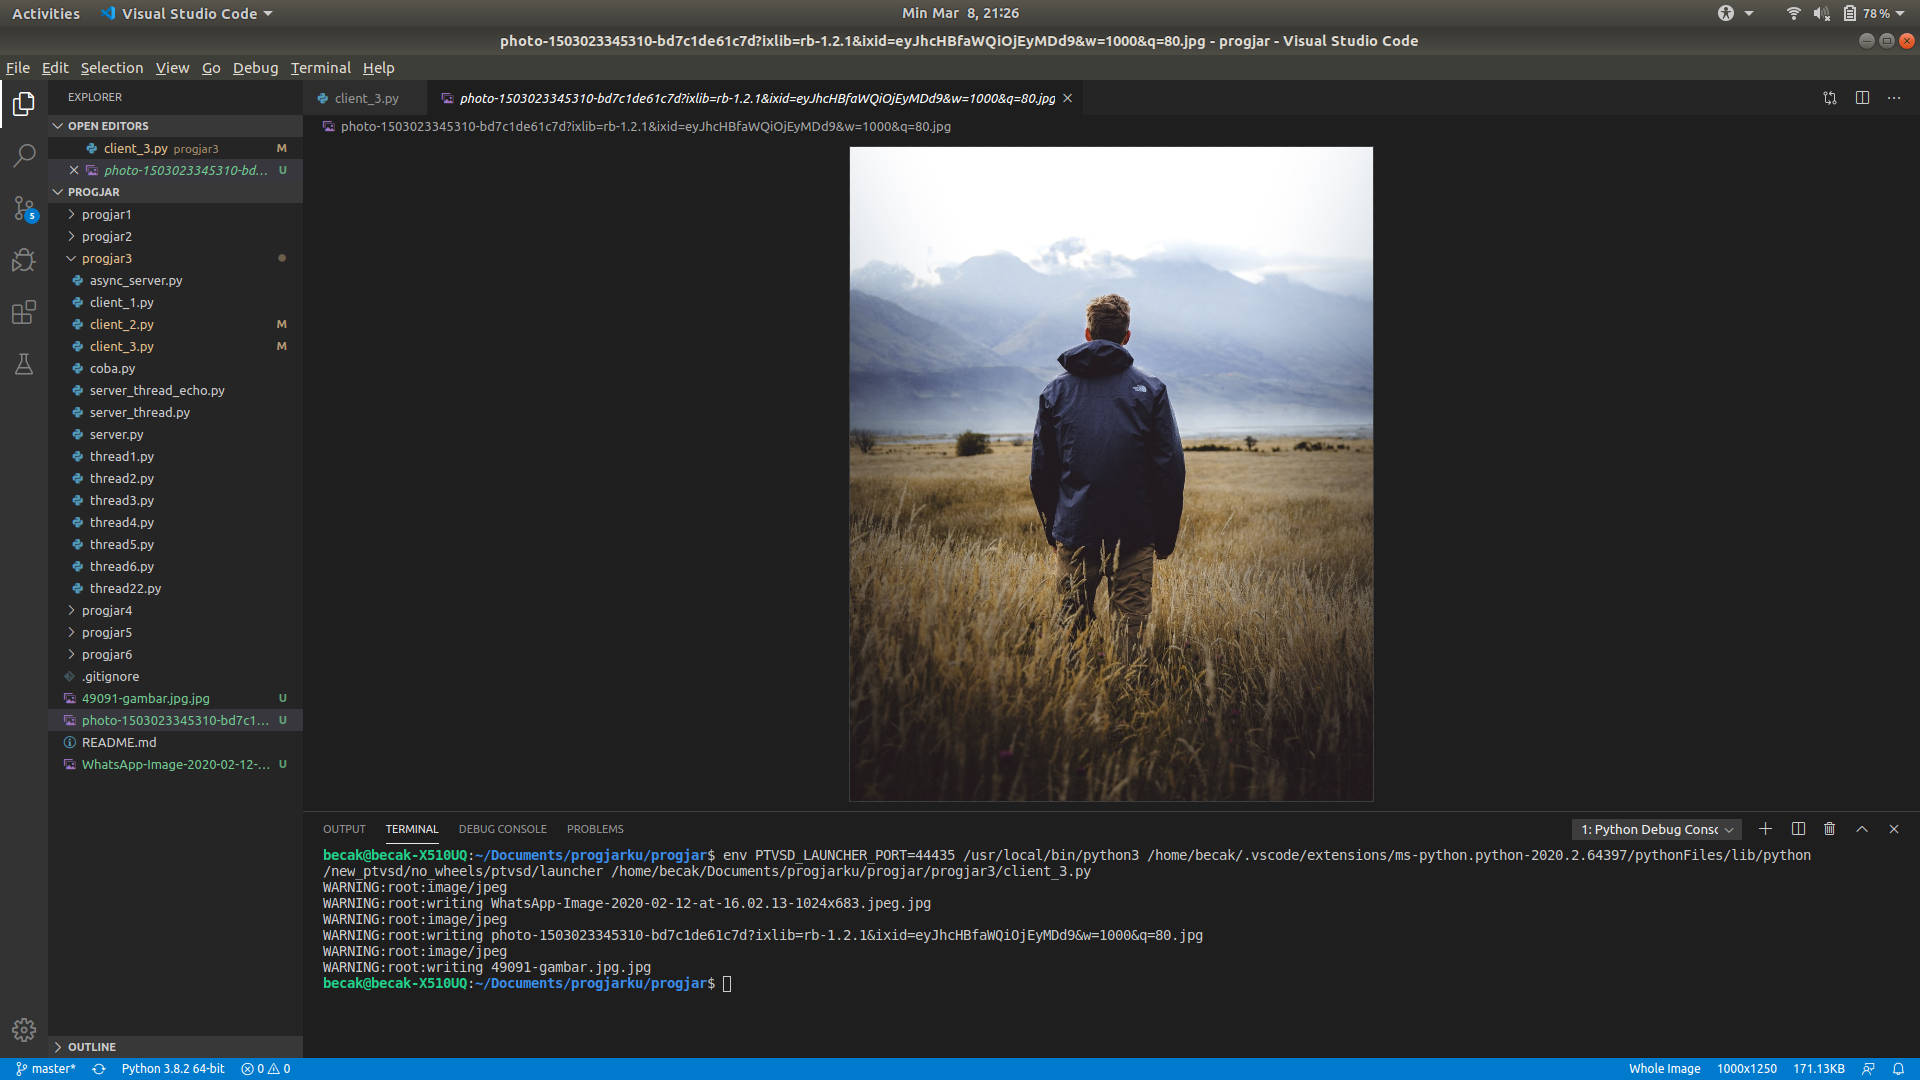 Activities Visual Studio Code Min Mar 8, 21:26 78 %
photo-1503023345310-bd7c1de61c7d?ixlib=rb-1.2.1&ixid=eyJhcHBfaWQiOjEyMDd9&w=1000&q=80.jpg - progjar - Visual Studio Code
File Edit Selection View Go Debug Terminal Help
EXPLORER
client_3.py photo-1503023345310-bd7c1de61c7d?ixlib=rb-1.2.1&ixid=eyJhcHBfaWQiOjEyMDd9&w=1000&q=80.jpg
OPEN EDITORS
photo-1503023345310-bd7c1de61c7d?ixlib=rb-1.2.1&ixid=eyJhcHBfaWQiOjEyMDd9&w=1000&q=80.jpg
client_3.py progjar3 M
photo-1503023345310-bd... U
PROGJAR
progjar1
progjar2
progjar3
async_server.py
client_1.py
client_2.py M
client_3.py M
coba.py
server_thread_echo.py
server_thread.py
server.py
thread1.py
thread2.py
thread3.py
thread4.py
thread5.py
thread6.py
thread22.py
progjar4
progjar5
progjar6
.gitignore
49091-gambar.jpg.jpg U
photo-1503023345310-bd7c1... U
README.md
WhatsApp-Image-2020-02-12-... U
OUTLINE
5
OUTPUT TERMINAL DEBUG CONSOLE PROBLEMS 1: Python Debug Consc
becak@becak-X510UQ:~/Documents/progjarku/progjar$ env PTVSD_LAUNCHER_PORT=44435 /usr/local/bin/python3 /home/becak/.vscode/extensions/ms-python.python-2020.2.64397/pythonFiles/lib/python
/new_ptvsd/no_wheels/ptvsd/launcher /home/becak/Documents/progjarku/progjar/progjar3/client_3.py
WARNING:root:image/jpeg
WARNING:root:writing WhatsApp-Image-2020-02-12-at-16.02.13-1024x683.jpeg.jpg
WARNING:root:image/jpeg
WARNING:root:writing photo-1503023345310-bd7c1de61c7d?ixlib=rb-1.2.1&ixid=eyJhcHBfaWQiOjEyMDd9&w=1000&q=80.jpg
WARNING:root:image/jpeg
WARNING:root:writing 49091-gambar.jpg.jpg
becak@becak-X510UQ:~/Documents/progjarku/progjar$
master* Python 3.8.2 64-bit 0 0 Whole Image 1000x1250 171.13KB